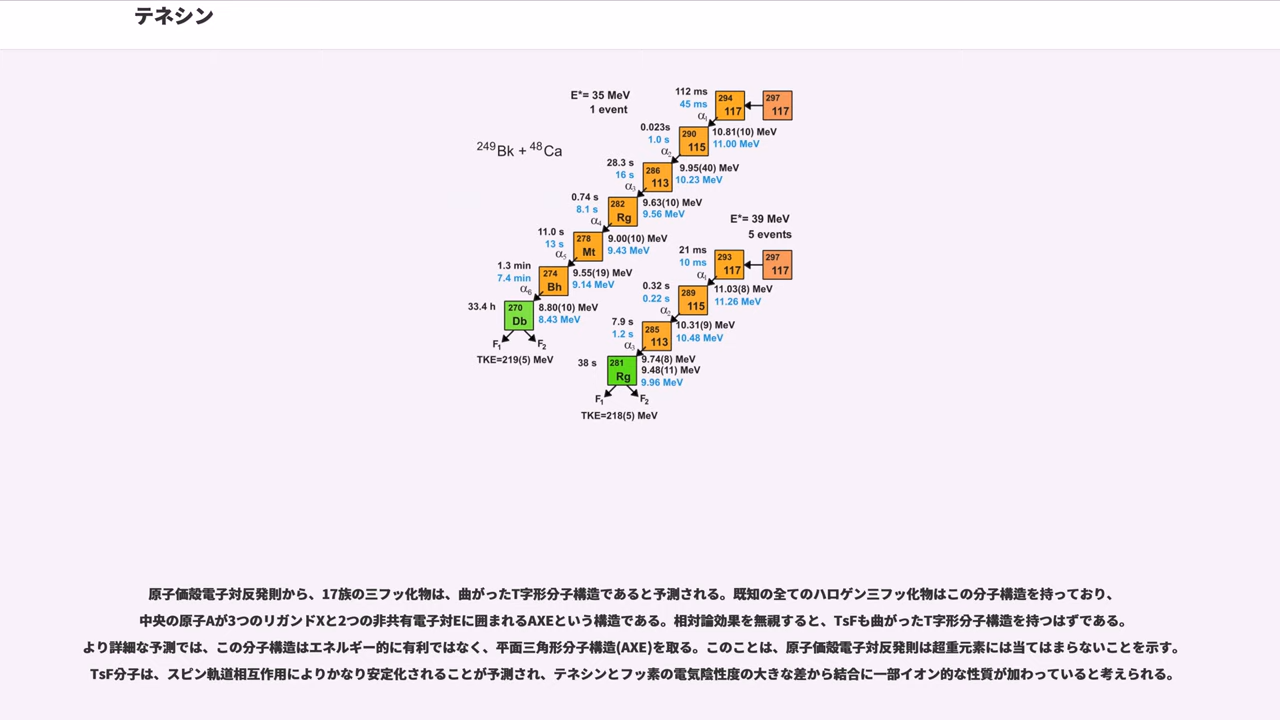 テネシン
E*= 35 MeV
1 event
249Bk + 48Ca
112 ms
45 ms
α1
294
117
297
117
10.81(10) MeV
11.00 MeV
0.023s
1.0 s
α2
290
115
9.95(40) MeV
10.23 MeV
28.3 s
16 s
α3
286
113
9.63(10) MeV
9.56 MeV
0.74 s
8.1 s
α4
282
Rg
9.00(10) MeV
9.43 MeV
11.0 s
13 s
α5
278
Mt
9.55(19) MeV
9.14 MeV
1.3 min
7.4 min
α6
274
Bh
8.80(10) MeV
8.43 MeV
33.4 h
270
Db
F1
F2
TKE=219(5) MeV
E*= 39 MeV
5 events
21 ms
10 ms
α1
293
117
297
117
11.03(8) MeV
11.26 MeV
0.32 s
0.22 s
α2
289
115
10.31(9) MeV
10.48 MeV
7.9 s
1.2 s
α3
285
113
9.74(8) MeV
9.48(11) MeV
9.96 MeV
38 s
281
Rg
F1
F2
TKE=218(5) MeV
原子価殻電子対反発則から、17族の三フッ化物は、曲がったT字形分子構造であると予測される。既知の全てのハロゲン三フッ化物はこの分子構造を持っており、
中央の原子Aが3つのリガンドXと2つの非共有電子対Eに囲まれるAXEという構造である。相対論効果を無視すると、TsFも曲がったT字形分子構造を持つはずである。
より詳細な予測では、この分子構造はエネルギー的に有利ではなく、平面三角形分子構造(AXE)を取る。このことは、原子価殻電子対反発則は超重元素には当てはまらないことを示す。
TsF分子は、スピン軌道相互作用によりかなり安定化されることが予測され、テネシンとフッ素の電気陰性度の大きな差から結合に一部イオン的な性質が加わっていると考えられる。